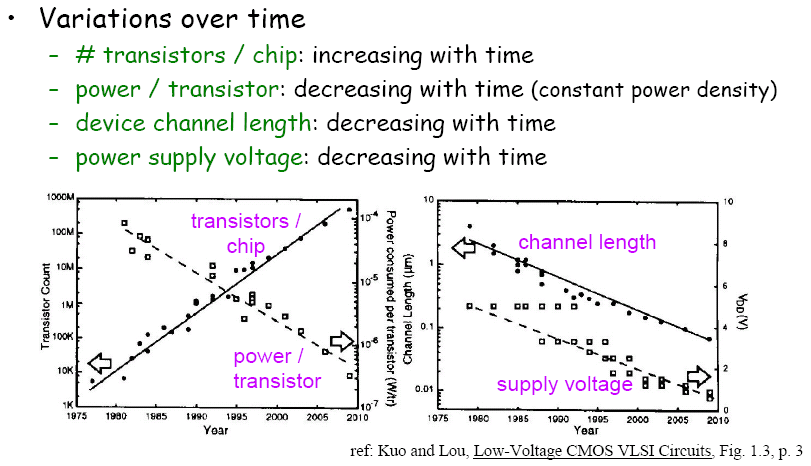 • Variations over time
– # transistors / chip: increasing with time
– power / transistor: decreasing with time (constant power density)
– device channel length: decreasing with time
– power supply voltage: decreasing with time
1000M
100M
10M
1M
100K
10K
1K
Transistor Count
1975 1980 1985 1990 1995 2000 2005 2010
Year
10-4
10-5
10-6
10-7
Power consumed per transistor (W/tr)
transistors /
chip
power /
transistor
10
1
0.1
0.01
Channel Length (μm)
1975 1980 1985 1990 1995 2000 2005 2010
Year
10
8
6
4
2
0
VDD(V)
channel length
supply voltage
ref: Kuo and Lou, Low-Voltage CMOS VLSI Circuits, Fig. 1.3, p. 3